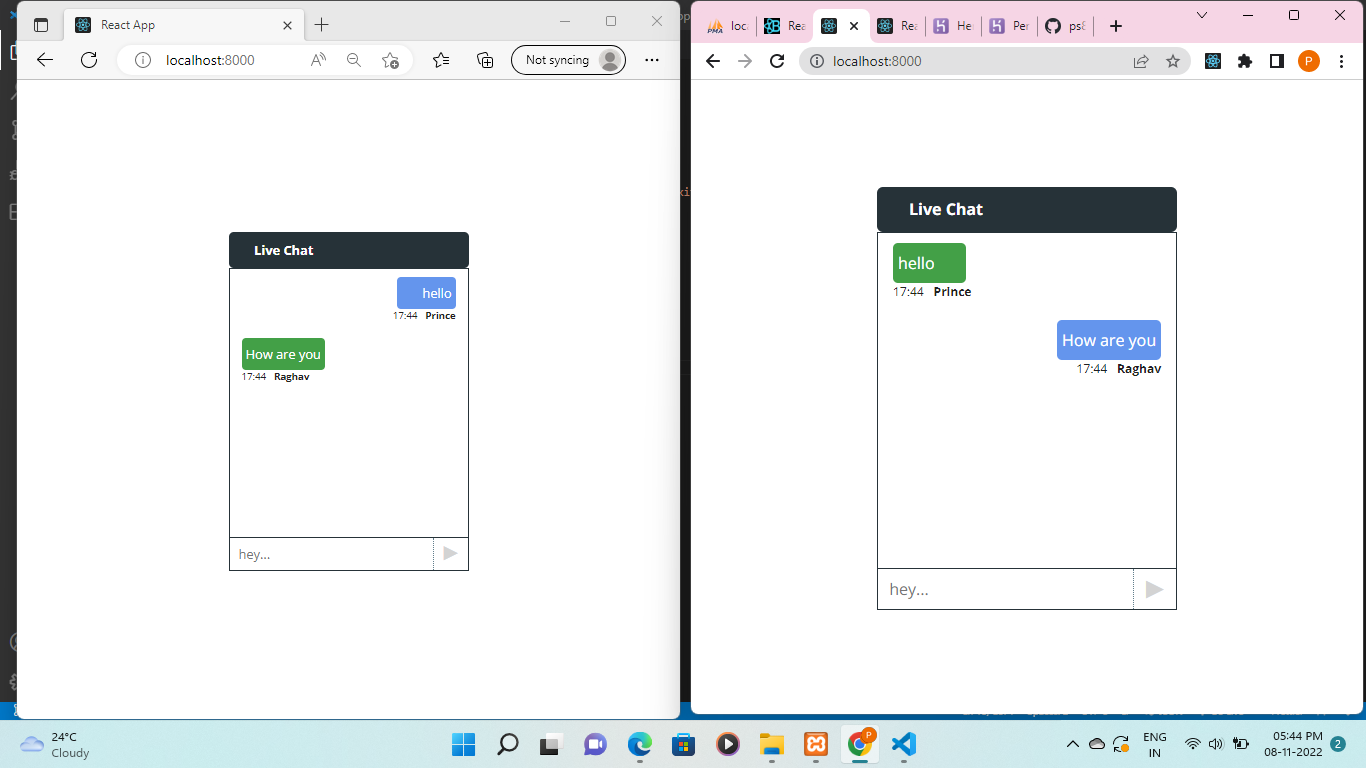 React App
localhost:8000
Not syncing
Live Chat
hello
17:44 Prince
How are you
17:44 Raghav
hey...
PMA
loc
Rea
Rea
He
Per
ps8
localhost:8000
P
Live Chat
hello
17:44 Prince
How are you
17:44 Raghav
hey...
24°C
Cloudy
P
ENG
IN
05:44 PM
08-11-2022
2